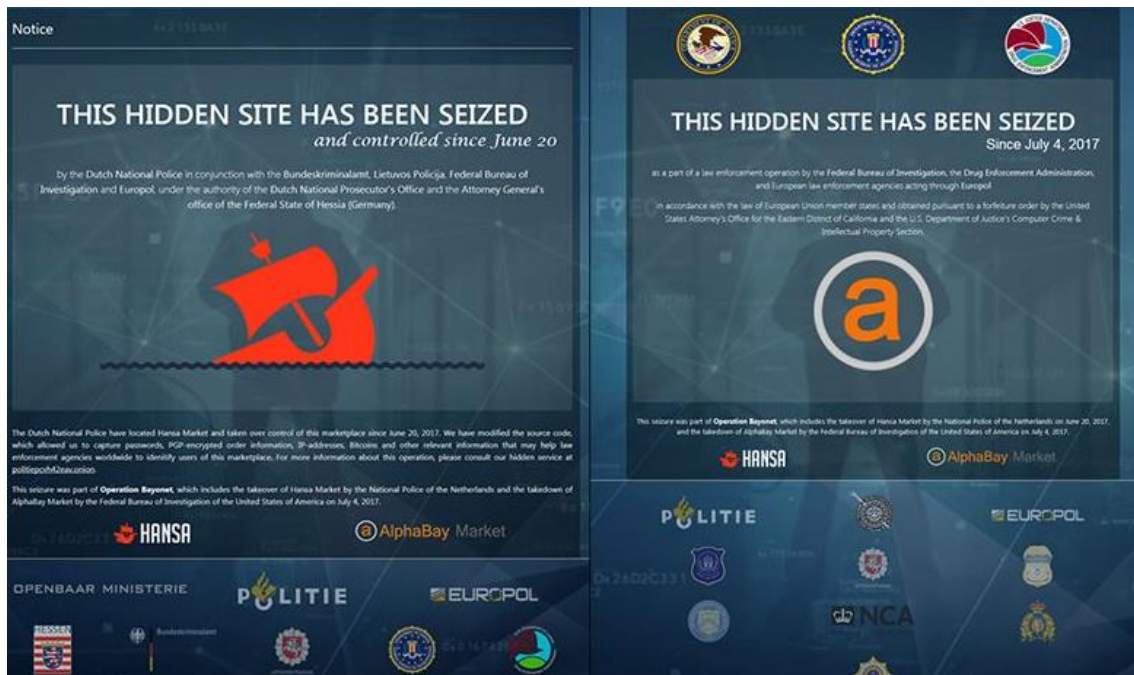 Notice
THIS HIDDEN SITE HAS BEEN SEIZED
and controlled since June 20
by the Dutch National Police in conjunction with the Bundeskriminalamt, Lietuvos Policija, Federal Bureau of
Investigation and Europol, under the authority of the Dutch National Prosecutor's Office and the Attorney General's
office of the Federal State of Hessia (Germany).
The Dutch National Police have located Hansa Market and taken over control of this marketplace since June 20, 2017. We have modified the source code,
which allowed us to capture passwords, PGP-encrypted order information, IP-addresses, Bitcoins and other relevant information that may help law
enforcement agencies worldwide to identify users of this marketplace. For more information about this operation, please consult our hidden service at
This seizure was part of Operation Bayonet, which includes the takeover of Hansa Market by the National Police of the Netherlands and the takedown of
AlphaBay Market by the Federal Bureau of Investigation of the United States of America on July 4, 2017.
HANSA
a AlphaBay Market
OPENBAAR MINISTERIE
POLITIE
EUROPOL
HESSEN
Bundeskriminalamt
THIS HIDDEN SITE HAS BEEN SEIZED
Since July 4, 2017
as a part of a law enforcement operation by the Federal Bureau of Investigation, the Drug Enforcement Administration,
and European law enforcement agencies acting through Europol
in accordance with the law of European Union member states and obtained pursuant to a forfeiture order by the United
States Attorney's Office for the Eastern District of California and the U.S. Department of Justice's Computer Crime &
Intellectual Property Section.
a
This seizure was part of Operation Bayonet, which includes the takeover of Hansa Market by the National Police of the Netherlands on June 20, 2017,
and the takedown of AlphaBay Market by the Federal Bureau of Investigation of the United States of America on July 4, 2017.
HANSA
a AlphaBay Market
POLITIE
EUROPOL
NCA